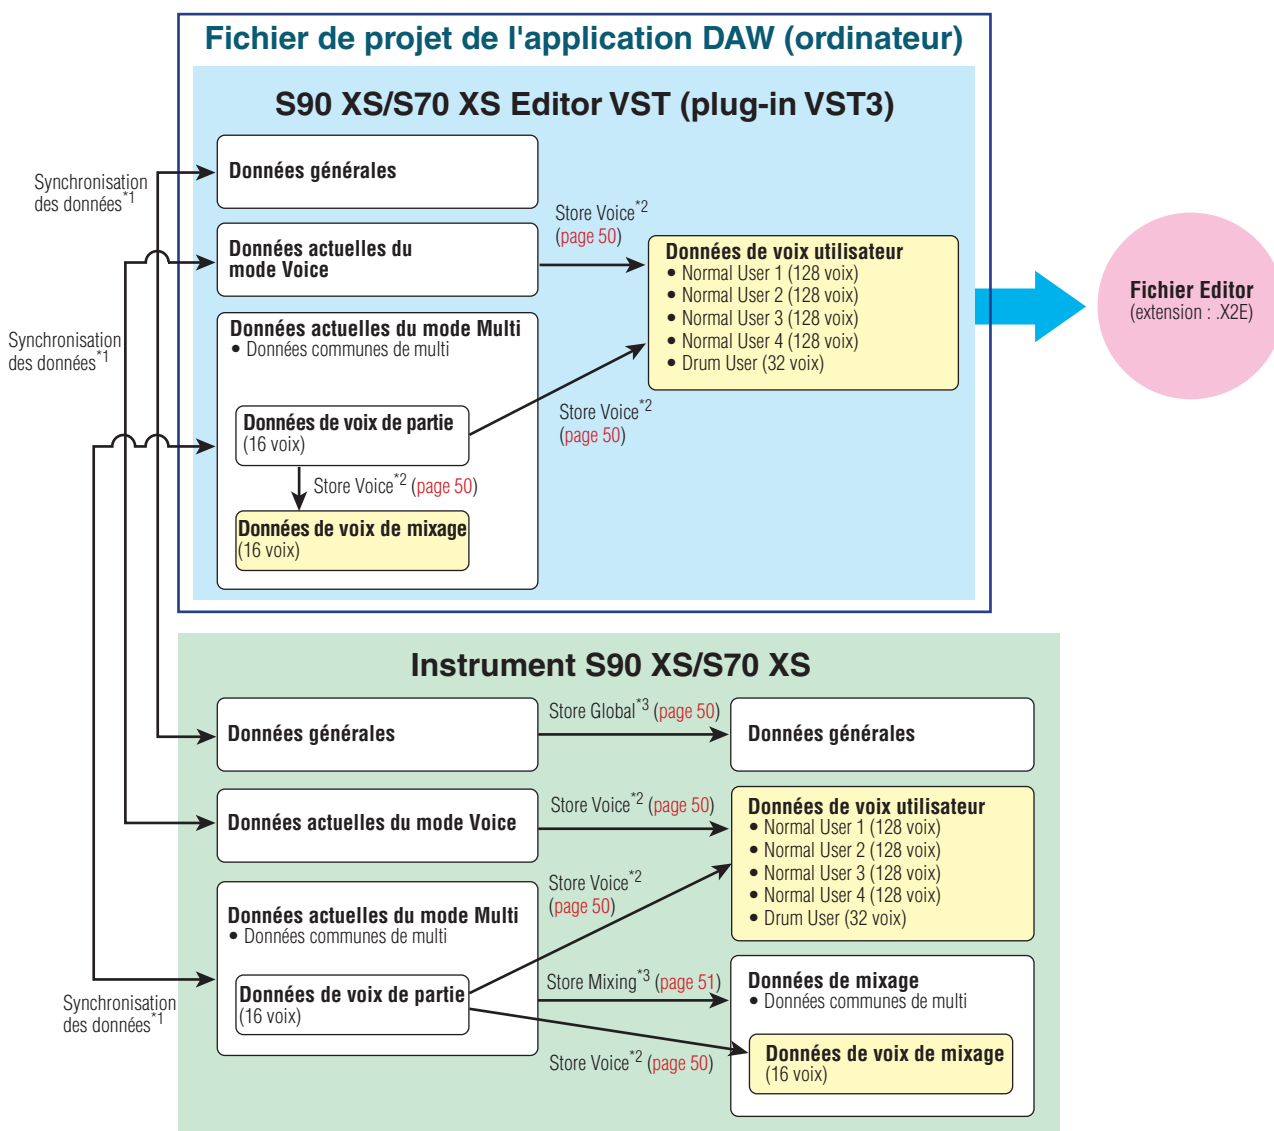 Fichier de projet de l'application DAW (ordinateur)
S90 XS/S70 XS Editor VST (plug-in VST3)
Données générales
Synchronisation
des données*1
Données actuelles du
mode Voice
Store Voice*2
(page 50)
Données de voix utilisateur
• Normal User 1 (128 voix)
• Normal User 2 (128 voix)
• Normal User 3 (128 voix)
• Normal User 4 (128 voix)
• Drum User (32 voix)
Fichier Editor
(extension : .X2E)
Synchronisation
des données*1
Données actuelles du mode Multi
• Données communes de multi
Données de voix de partie
(16 voix)
Store Voice*2
(page 50)
Store Voice*2 (page 50)
Données de voix de mixage
(16 voix)
Instrument S90 XS/S70 XS
Données générales
Store Global*3 (page 50)
Données générales
Données actuelles du mode Voice
Store Voice*2 (page 50)
Données de voix utilisateur
• Normal User 1 (128 voix)
• Normal User 2 (128 voix)
• Normal User 3 (128 voix)
• Normal User 4 (128 voix)
• Drum User (32 voix)
Données actuelles du mode Multi
• Données communes de multi
Store Voice*2
(page 50)
Données de voix de partie
(16 voix)
Store Mixing*3 (page 51)
Données de mixage
• Données communes de multi
Synchronisation
des données*1
Store Voice*2 (page 50)
Données de voix de mixage
(16 voix)